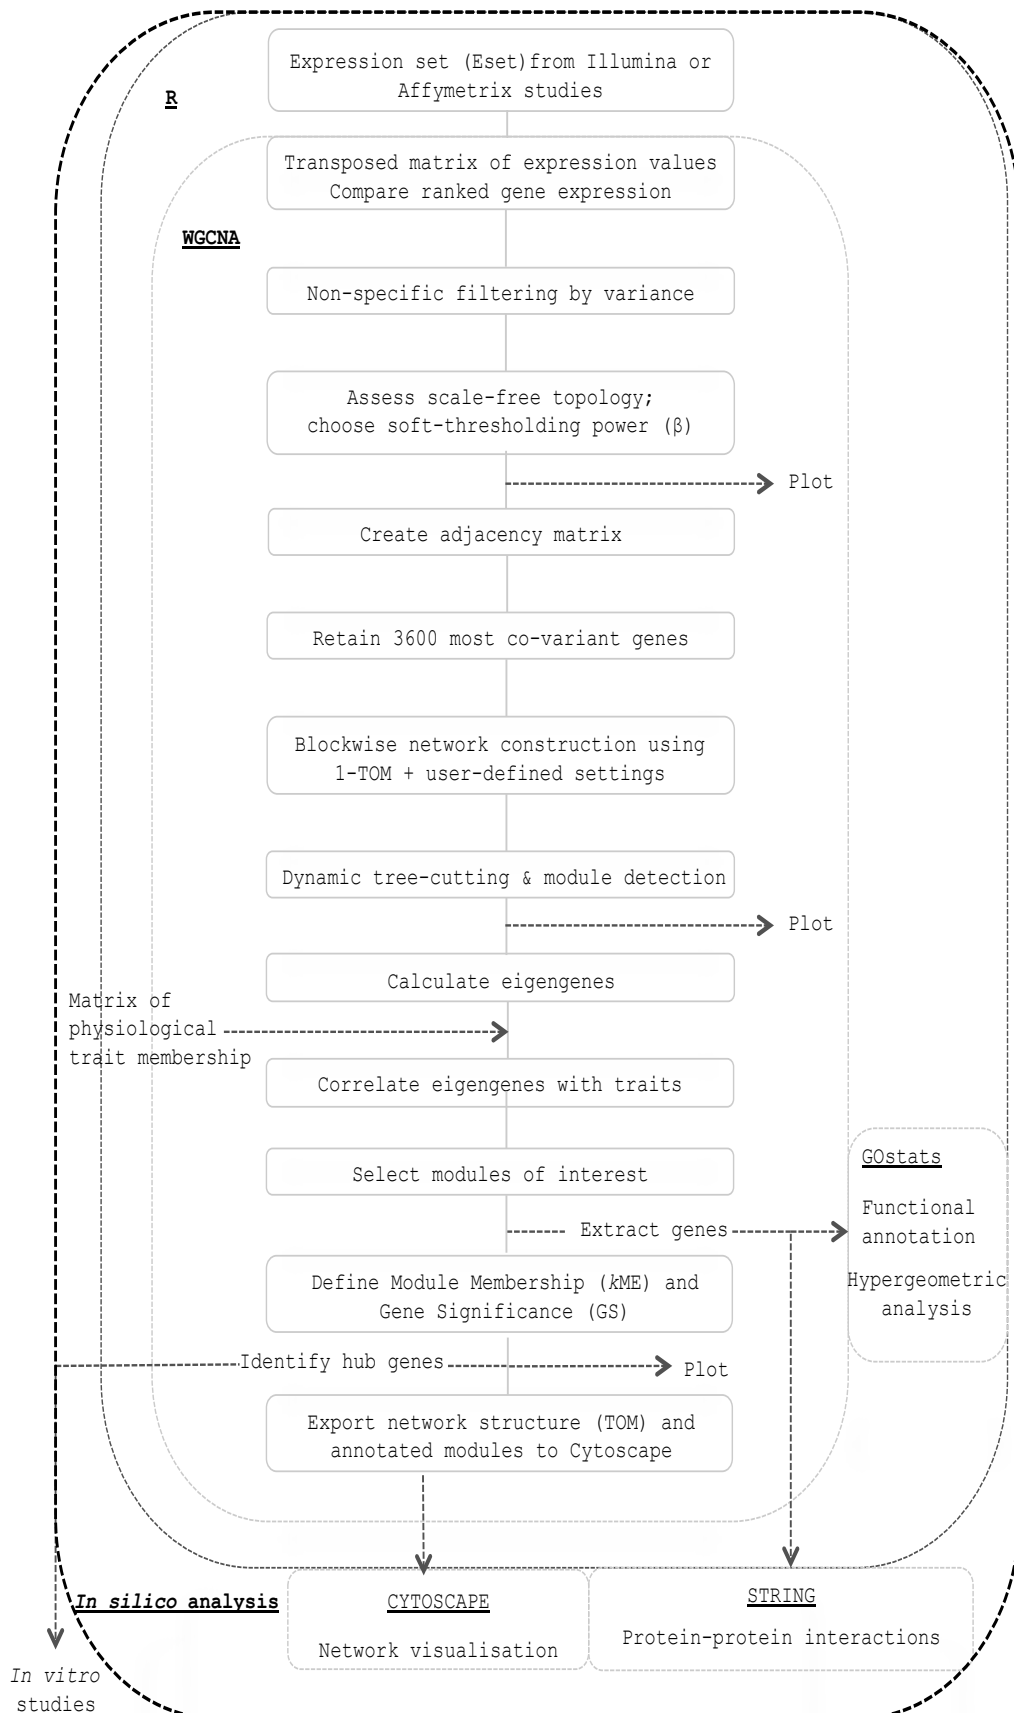 Expression set (Eset)from Illumina or
Affymetrix studies
R
Transposed matrix of expression values
Compare ranked gene expression
WGCNA
Non-specific filtering by variance
Assess scale-free topology;
choose soft-thresholding power (β)
Plot
Create adjacency matrix
Retain 3600 most co-variant genes
Blockwise network construction using
1-TOM + user-defined settings
Dynamic tree-cutting & module detection
Plot
Calculate eigengenes
Matrix of
physiological
trait membership
Correlate eigengenes with traits
Select modules of interest
GOstats
Functional
annotation
Hypergeometric
analysis
Extract genes
Define Module Membership (kME) and
Gene Significance (GS)
Identify hub genes
Plot
Export network structure (TOM) and
annotated modules to Cytoscape
In silico analysis
CYTOSCAPE
Network visualisation
STRING
Protein-protein interactions
In vitro
studies